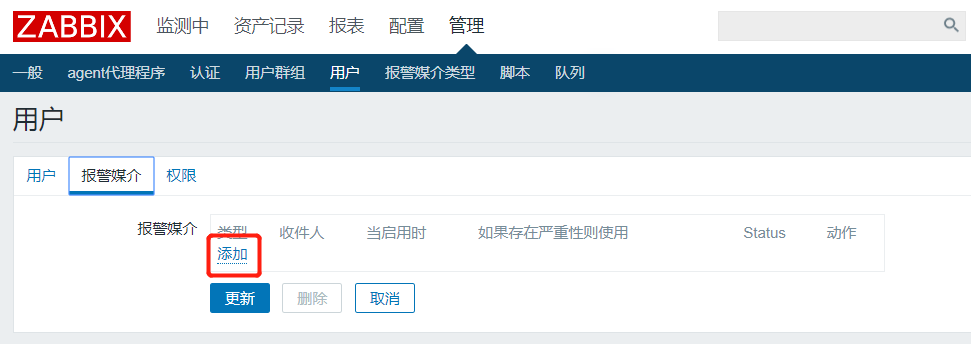 ZABBIX 监测中 资产记录 报表 配置 管理
一般 agent代理程序 认证 用户群组 用户 报警媒介类型 脚本 队列
用户
用户 报警媒介 权限
报警媒介 类型 收件人 当启用时 如果存在严重性则使用 Status 动作
添加
更新 删除 取消